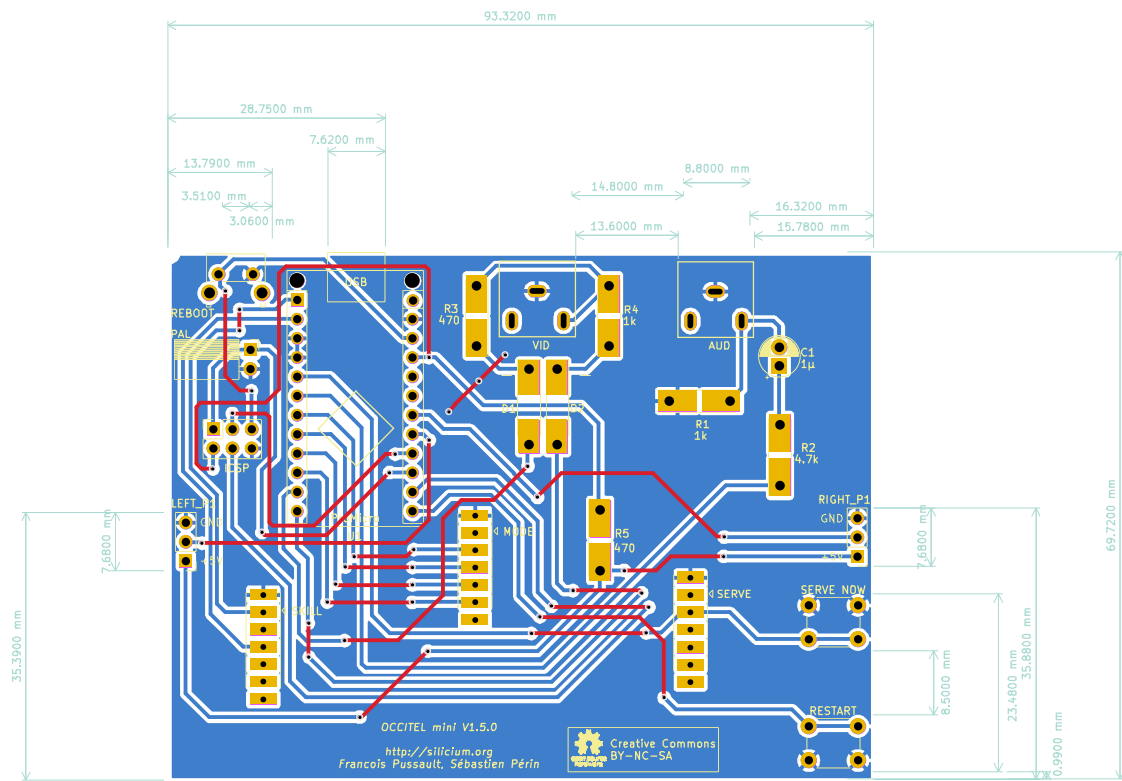 93.3200 mm
28.7500 mm
7.6200 mm
13.7900 mm
8.8000 mm
14.8000 mm
3.5100 mm
16.3200 mm
3.0600 mm
13.6000 mm
15.7800 mm
USB
REBOOT
R3
470
R4
1k
PAL
VID
AUD
C1
1µ
+
D1
R1
1k
R2
4.7k
ICSP
LEFT_P1
RIGHT_P1
GND
GND
U1
MODE
R5
470
+5V
+5V
7.6800 mm
7.6800 mm
69.7200 mm
SKILL
SERVE
SERVE NOW
35.3900 mm
35.8800 mm
23.4800 mm
8.5000 mm
0.9900 mm
RESTART
OCCITEL mini V1.5.0
http://silicium.org
Francois Pussault, Sébastien Périn
Creative Commons
BY-NC-SA